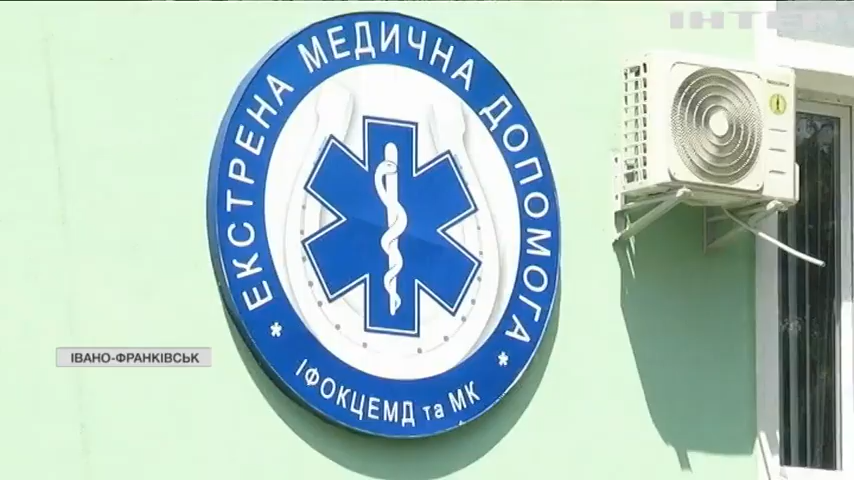 ІНТЕР
ЕКСТРЕНА МЕДИЧНА ДОПОМОГА
ІФОКЦЕМД та МК
ІВАНО-ФРАНКІВСЬК